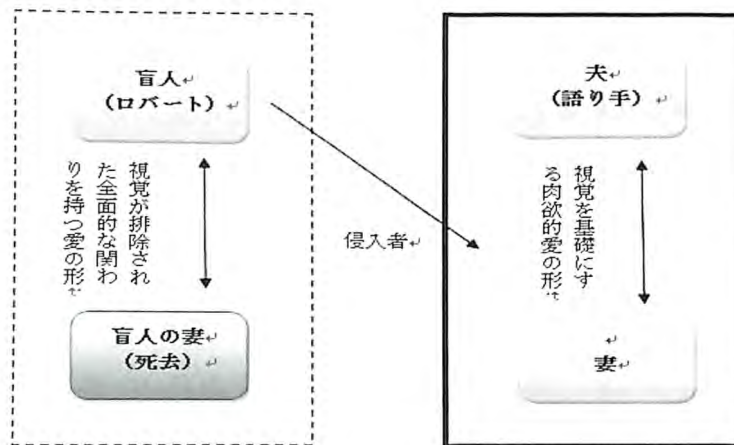 盲人↵
(ロバート)↵
視覚が排除され
た全面的な関わ
りを持つ愛の形↵
盲人の妻↵
(死去)↵
侵入者↵
夫↵
(語り手)↵
視覚を基礎にす
る肉欲的愛の形↵
↵
妻↵